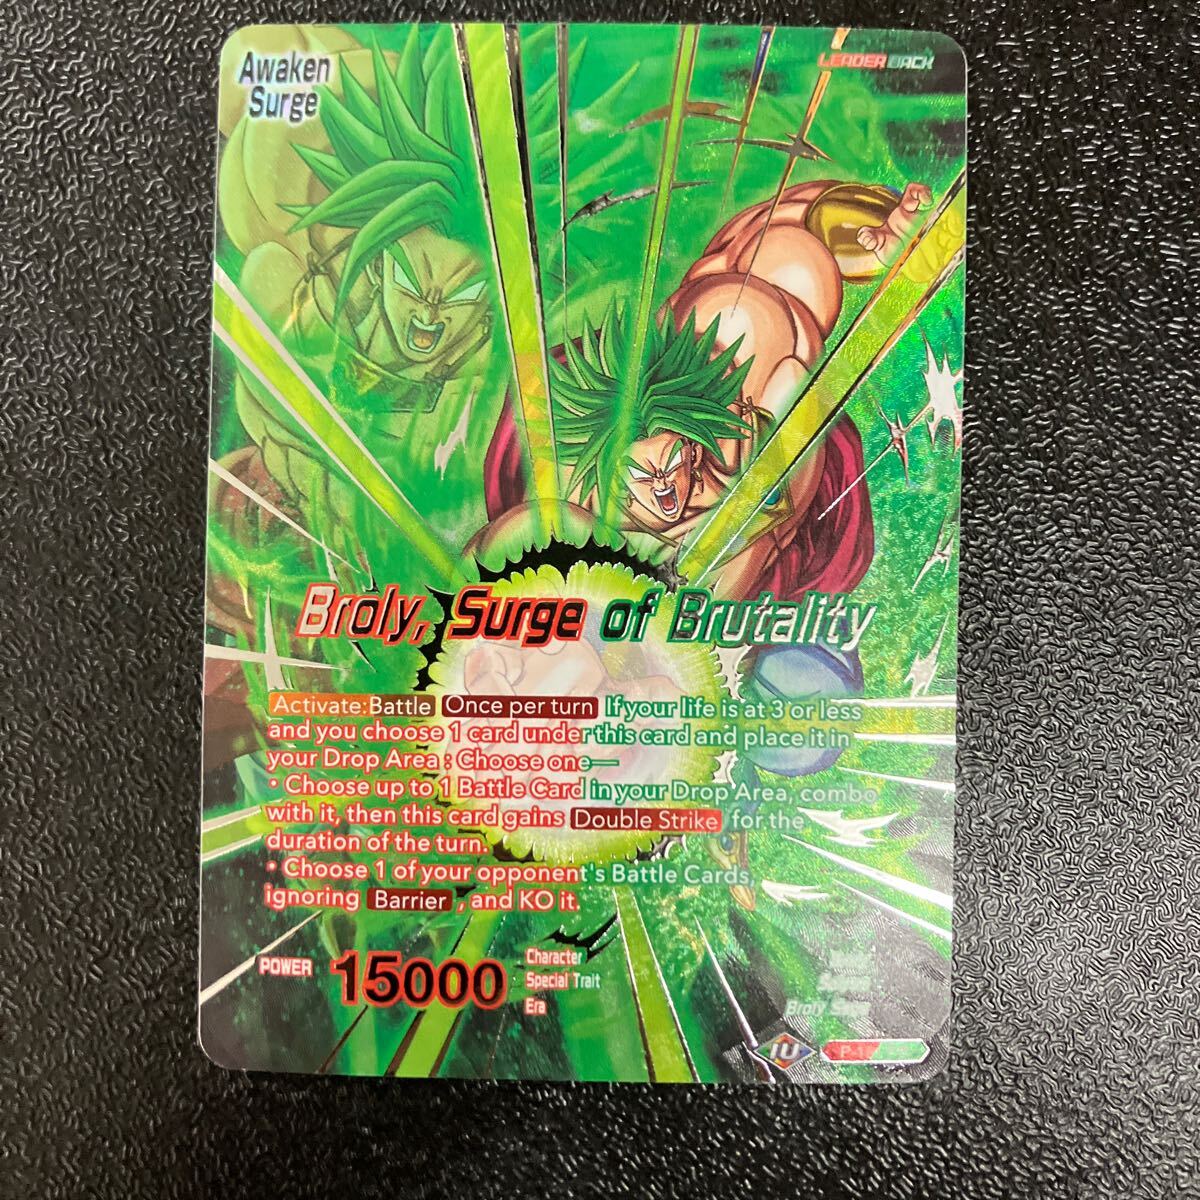 Awaken
Surge
LEADER BACK
Broly, Surge of Brutality
Activate:Battle Once per turn If your life is at 3 or less
and you choose 1 card under this card and place it in
your Drop Area : Choose one—
• Choose up to 1 Battle Card in your Drop Area, combo
with it, then this card gains Double Strike for the
duration of the turn.
• Choose 1 of your opponent's Battle Cards,
ignoring Barrier , and KO it.
POWER 15000
Character
Special Trait
Era
Broly Saga
IU